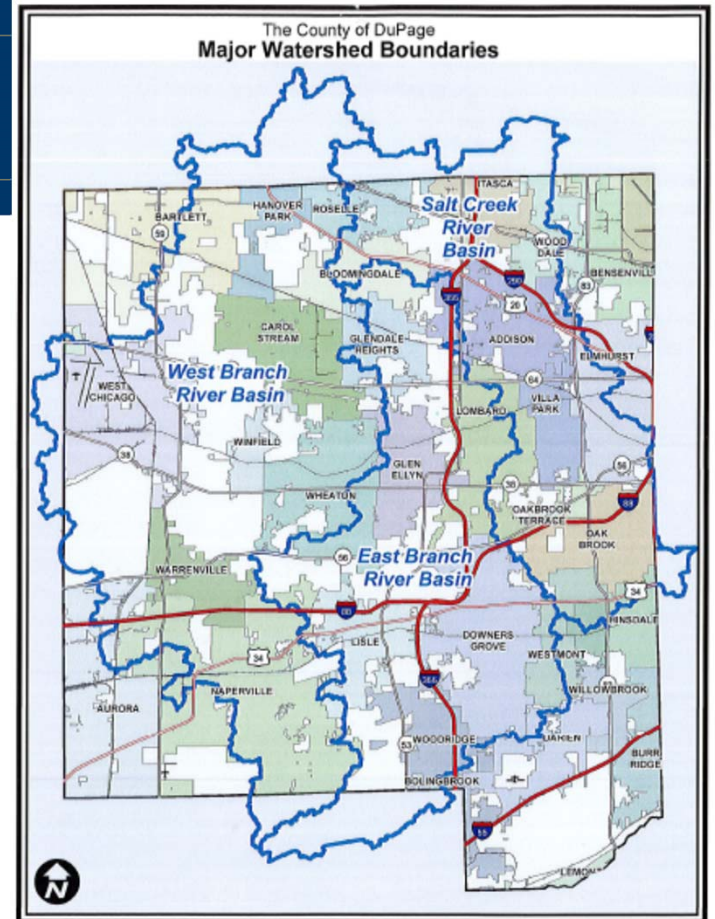 The County of DuPage
Major Watershed Boundaries
ITASCA
HANOVER
PARK
ROSELLE
BARTLETT
Salt Creek
River
Basin
59
WOOD
DALE
BLOOMINGDALE
BENSENVILL
290
83
355
20
CAROL
STREAM
GLENDALE
HEIGHTS
ADDISON
ELMHURST
West Branch
River Basin
WEST
CHICAGO
64
VILLA
PARK
LOMBARD
WINFIELD
38
GLEN
ELLYN
56
WHEATON
38
88
OAKBROOK
TERRACE
OAK
BROOK
East Branch
River Basin
56
WARRENVILLE
34
88
HINSDALE
LISLE
DOWNERS
GROVE
34
WESTMONT
355
NAPERVILLE
WILLOWBROOK
AURORA
53
WOODRIDGE
DARIEN
BURR
RIDGE
BOLINGBROOK
55
LEMONT
N